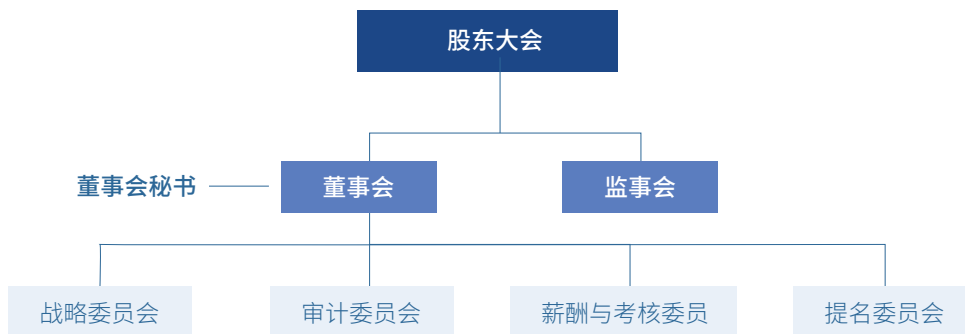 股东大会
董事会秘书
董事会
监事会
战略委员会
审计委员会
薪酬与考核委员
提名委员会